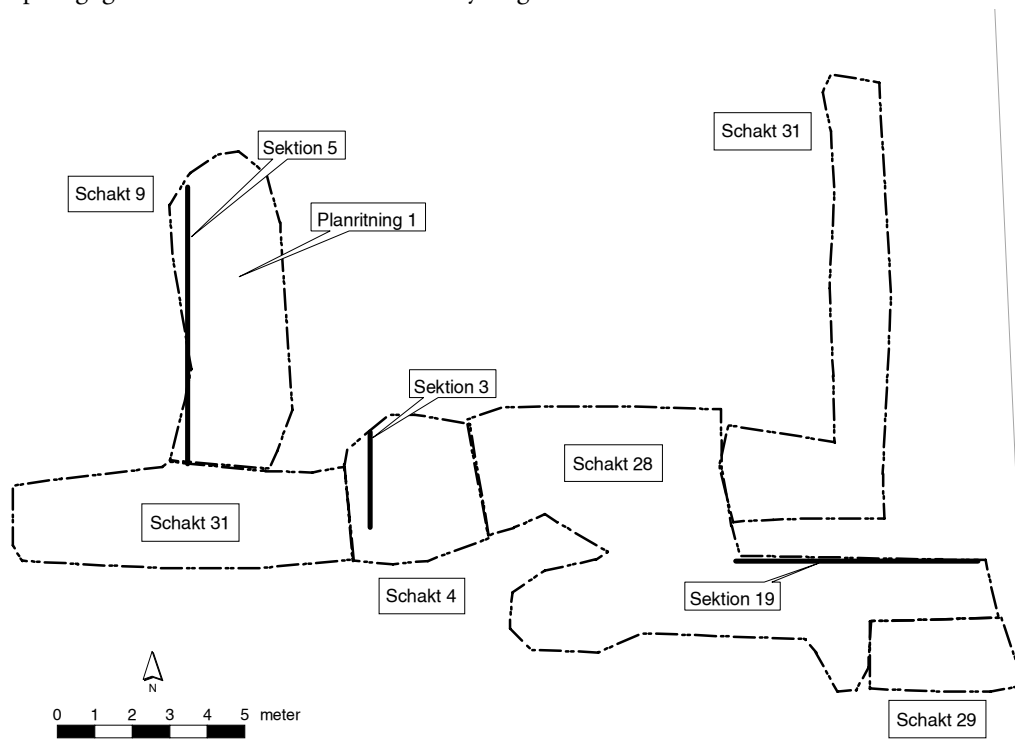 Schakt 31
Sektion 5
Schakt 9
Planritning 1
Sektion 3
Schakt 28
Schakt 31
Schakt 4
Sektion 19
N
0 1 2 3 4 5 meter
Schakt 29